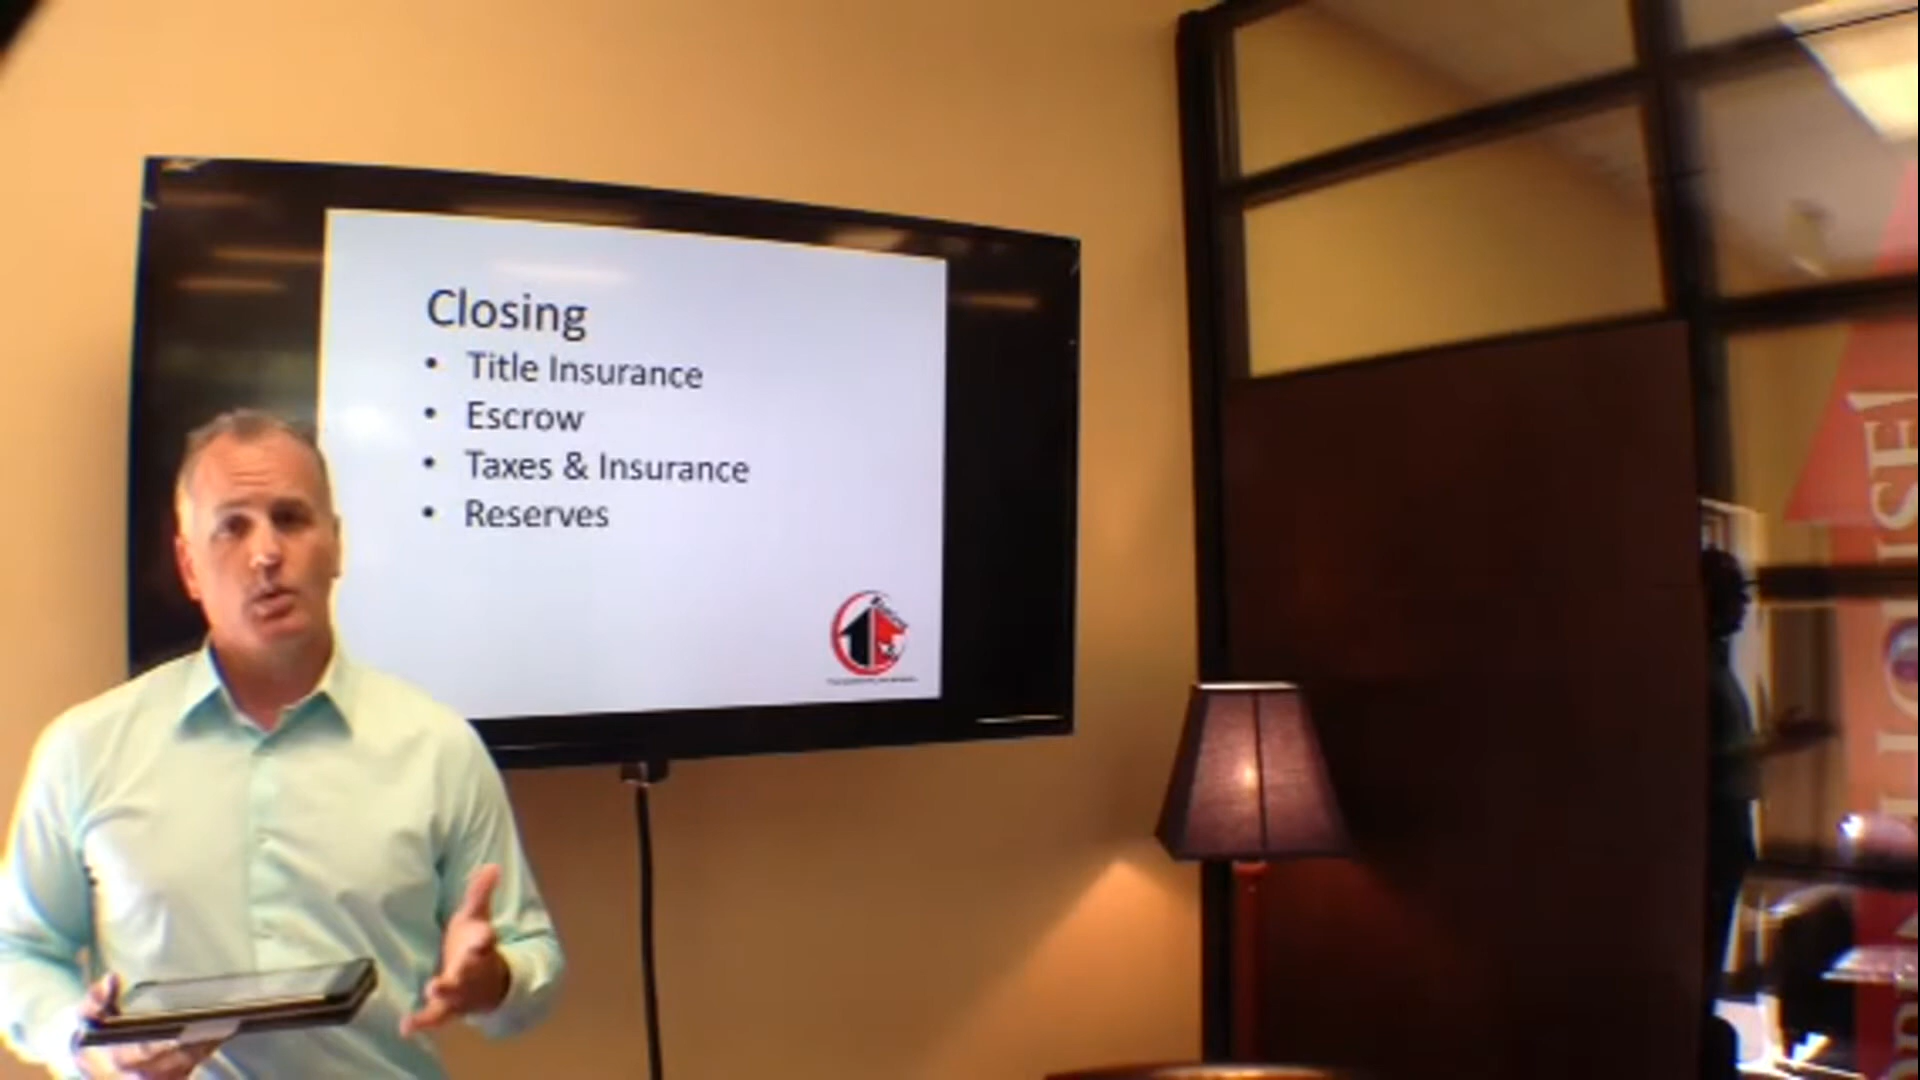 Closing
• Title Insurance
• Escrow
• Taxes & Insurance
• Reserves